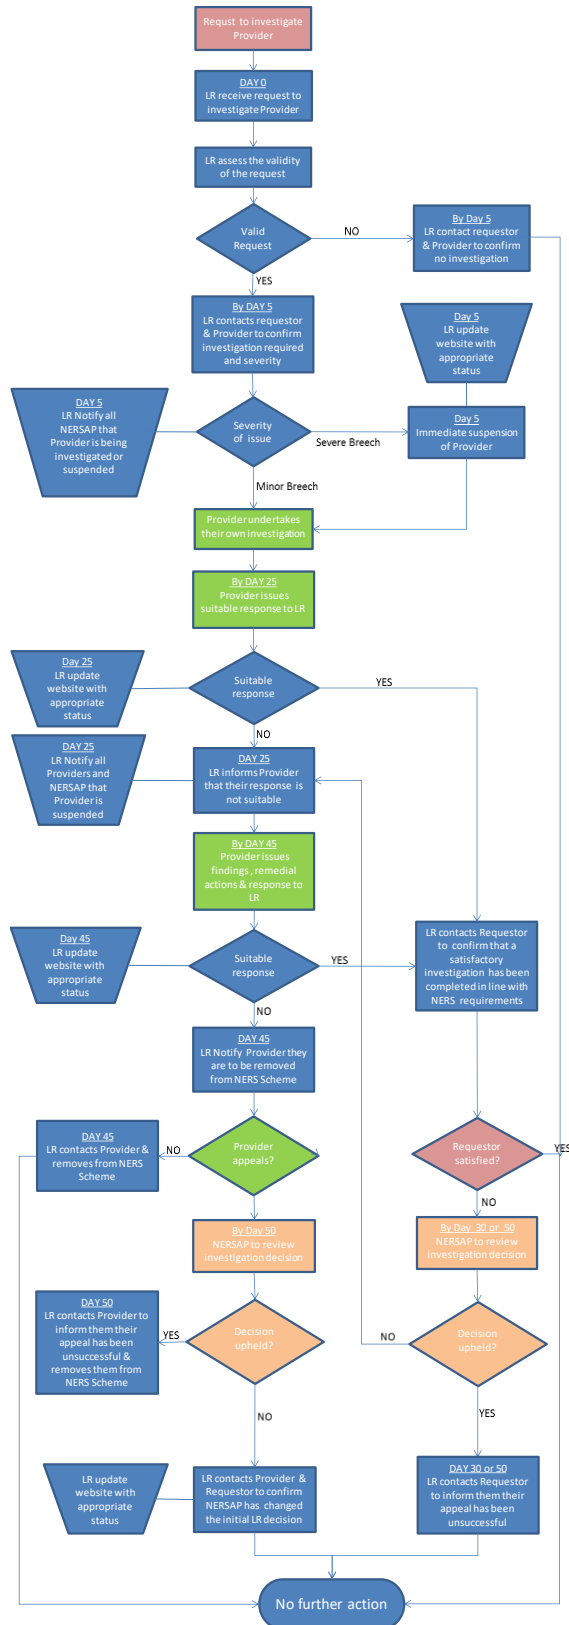 Requst to investigate
Provider
DAY 0
LR receive request to
investigate Provider
LR assess the validity
of the request
Valid
Request
NO
By Day 5
LR contact requestor
& Provider to confirm
no investigation
YES
By DAY 5
LR contacts requestor
& Provider to confirm
investigation required
and severity
Day 5
LR update
website with
appropriate
status
DAY 5
LR Notify all
NERSAP that
Provider is being
investigated or
suspended
Severity
of issue
Severe Breech
Day 5
Immediate suspension
of Provider
Minor Breech
Provider undertakes
their own investigation
By DAY 25
Provider issues
suitable response to LR
Day 25
LR update
website with
appropriate
status
Suitable
response
YES
NO
DAY 25
LR Notify all
Providers and
NERSAP that
Provider is
suspended
DAY 25
LR informs Provider
that their response is
not suitable
By DAY 45
Provider issues
findings, remedial
actions & response to
LR
Day 45
LR update
website with
appropriate
status
Suitable
response
YES
LR contacts Requestor
to confirm that a
satisfactory
investigation has been
completed in line with
NERS requirements
NO
DAY 45
LR Notify Provider they
are to be removed
from NERS Scheme
DAY 45
LR contacts Provider &
removes from NERS
Scheme
NO
Provider
appeals?
Requestor
satisfied?
YES
NO
By Day 50
NERSAP to review
investigation decision
By Day 30 or 50
NERSAP to review
investigation decision
DAY 50
LR contacts Provider to
inform them their
appeal has been
unsuccessful &
removes them from
NERS Scheme
YES
Decision
upheld?
NO
Decision
upheld?
NO
YES
LR update
website with
appropriate
status
LR contacts Provider &
Requestor to confirm
NERSAP has changed
the initial LR decision
DAY 30 or 50
LR contacts Requestor
to inform them their
appeal has been
unsuccessful
No further action